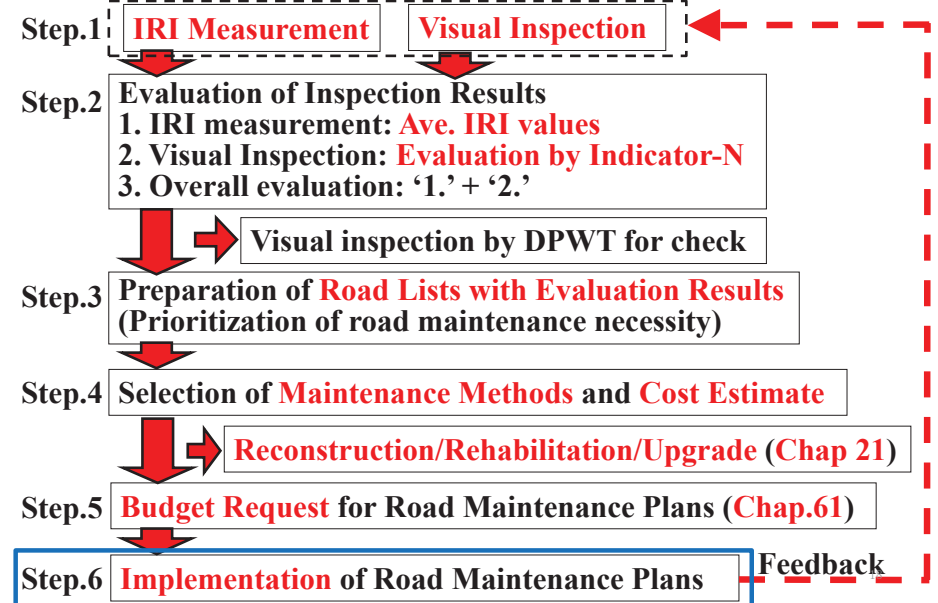 Step.1 IRI Measurement Visual Inspection
Step.2 Evaluation of Inspection Results
1. IRI measurement: Ave. IRI values
2. Visual Inspection: Evaluation by Indicator-N
3. Overall evaluation: ‘1.’ + ‘2.’
Visual inspection by DPWT for check
Step.3 Preparation of Road Lists with Evaluation Results
(Prioritization of road maintenance necessity)
Step.4 Selection of Maintenance Methods and Cost Estimate
Reconstruction/Rehabilitation/Upgrade (Chap 21)
Step.5 Budget Request for Road Maintenance Plans (Chap.61)
Step.6 Implementation of Road Maintenance Plans
Feedback